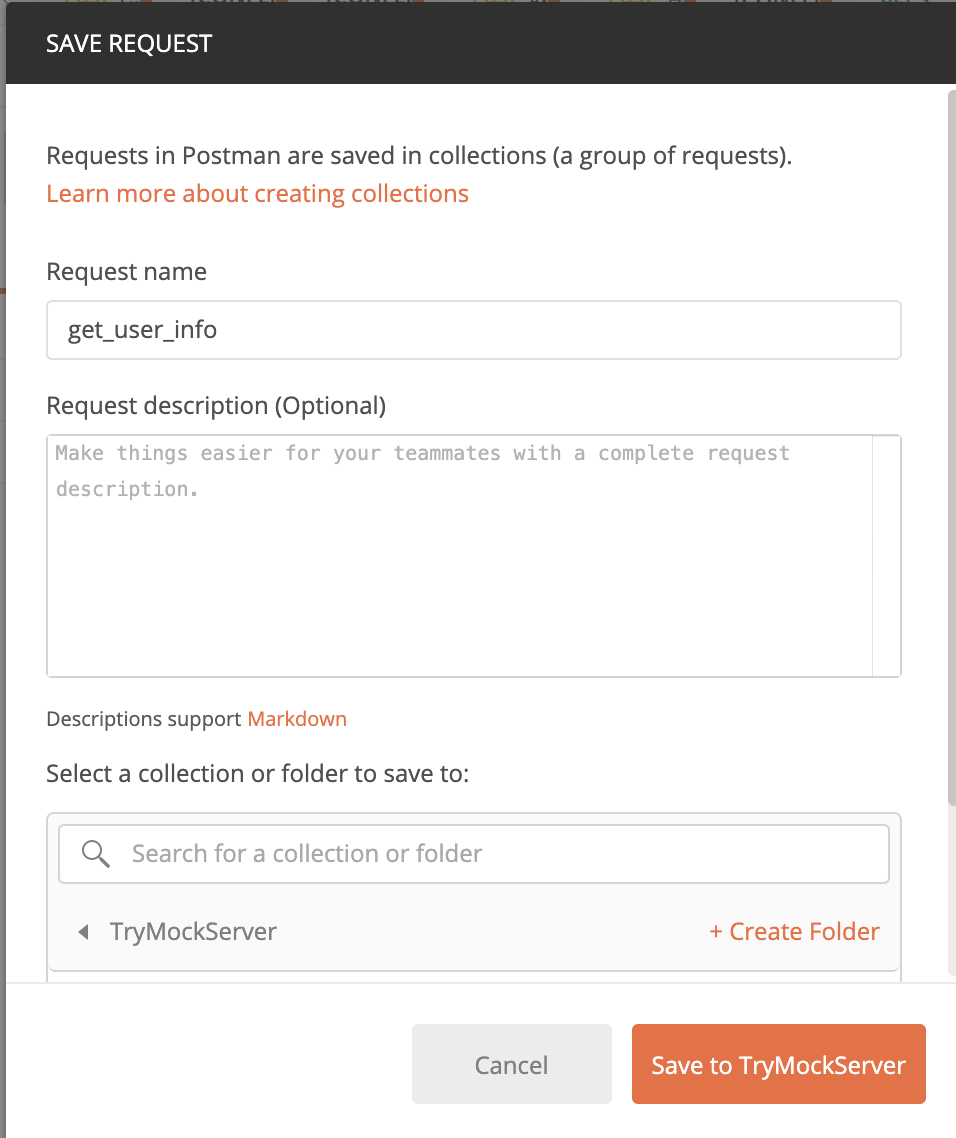 SAVE REQUEST
Requests in Postman are saved in collections (a group of requests).
Learn more about creating collections
Request name
get_user_info
Request description (Optional)
Make things easier for your teammates with a complete request
description.
Descriptions support Markdown
Select a collection or folder to save to:
Search for a collection or folder
TryMockServer + Create Folder
Cancel Save to TryMockServer